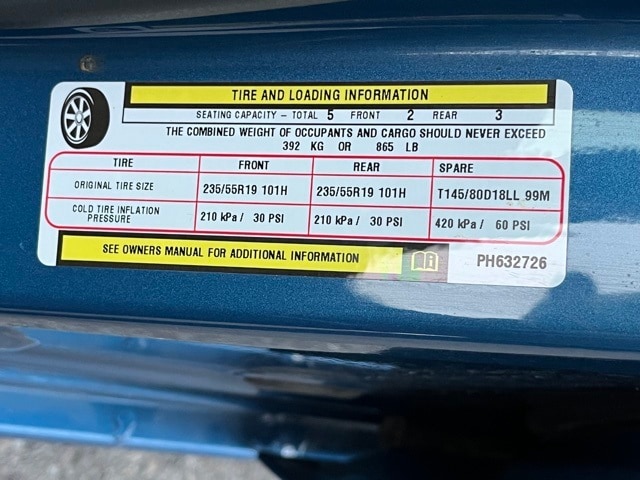 TIRE AND LOADING INFORMATION
SEATING CAPACITY – TOTAL 5 FRONT 2 REAR 3
THE COMBINED WEIGHT OF OCCUPANTS AND CARGO SHOULD NEVER EXCEED
392 KG OR 865 LB
TIRE FRONT REAR SPARE
ORIGINAL TIRE SIZE 235/55R19 101H 235/55R19 101H T145/80D18LL 99M
COLD TIRE INFLATION
PRESSURE 210 kPa / 30 PSI 210 kPa / 30 PSI 420 kPa / 60 PSI
SEE OWNERS MANUAL FOR ADDITIONAL INFORMATION PH632726